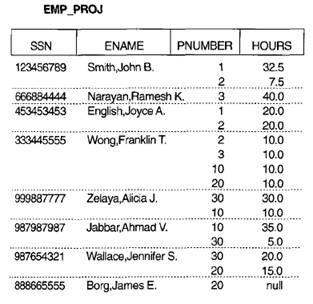 EMP_PROJ
SSN ENAME PNUMBER HOURS
123456789 Smith,John B. 1 32.5
2 7.5
666884444 Narayan,Ramesh K. 3 40.0
453453453 English,Joyce A. 1 20.0
2 20.0
333445555 Wong,Franklin T. 2 10.0
3 10.0
10 10.0
20 10.0
999887777 Zelaya,Alicia J. 30 30.0
10 10.0
987987987 Jabbar,Ahmad V. 10 35.0
30 5.0
987654321 Wallace,Jennifer S. 30 20.0
20 15.0
888665555 Borg,James E. 20 null